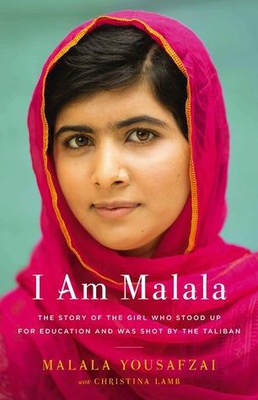 I Am Malala
THE STORY OF THE GIRL WHO STOOD UP
FOR EDUCATION AND WAS SHOT BY THE TALIBAN
MALALA YOUSAFZAI
with CHRISTINA LAMB